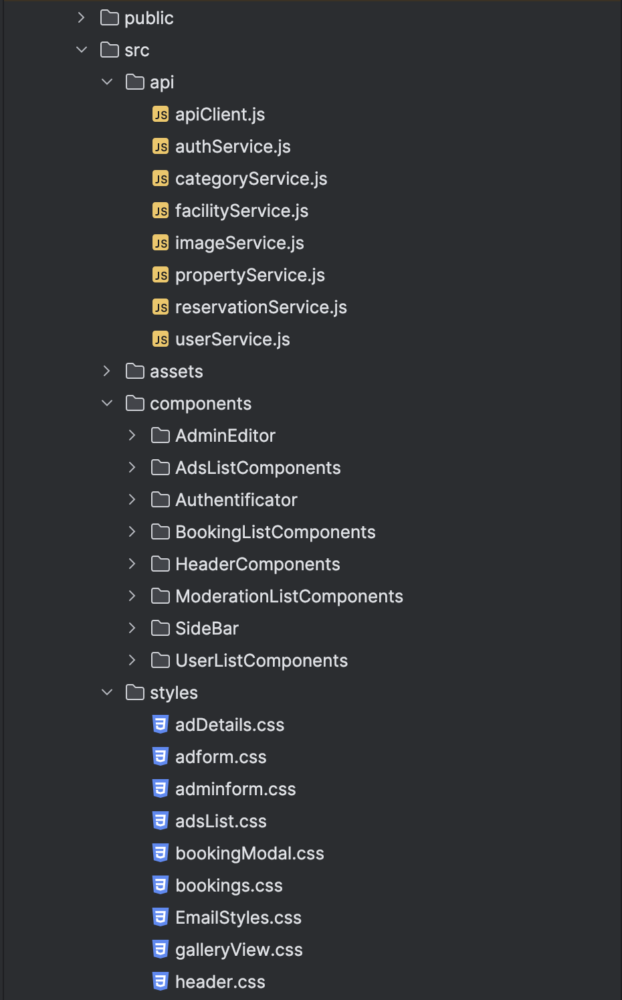 public
src
api
JS apiClient.js
JS authService.js
JS categoryService.js
JS facilityService.js
JS imageService.js
JS propertyService.js
JS reservationService.js
JS userService.js
assets
components
AdminEditor
AdsListComponents
Authentificator
BookingListComponents
HeaderComponents
ModerationListComponents
SideBar
UserListComponents
styles
adDetails.css
adform.css
adminform.css
adsList.css
bookingModal.css
bookings.css
EmailStyles.css
galleryView.css
header.css